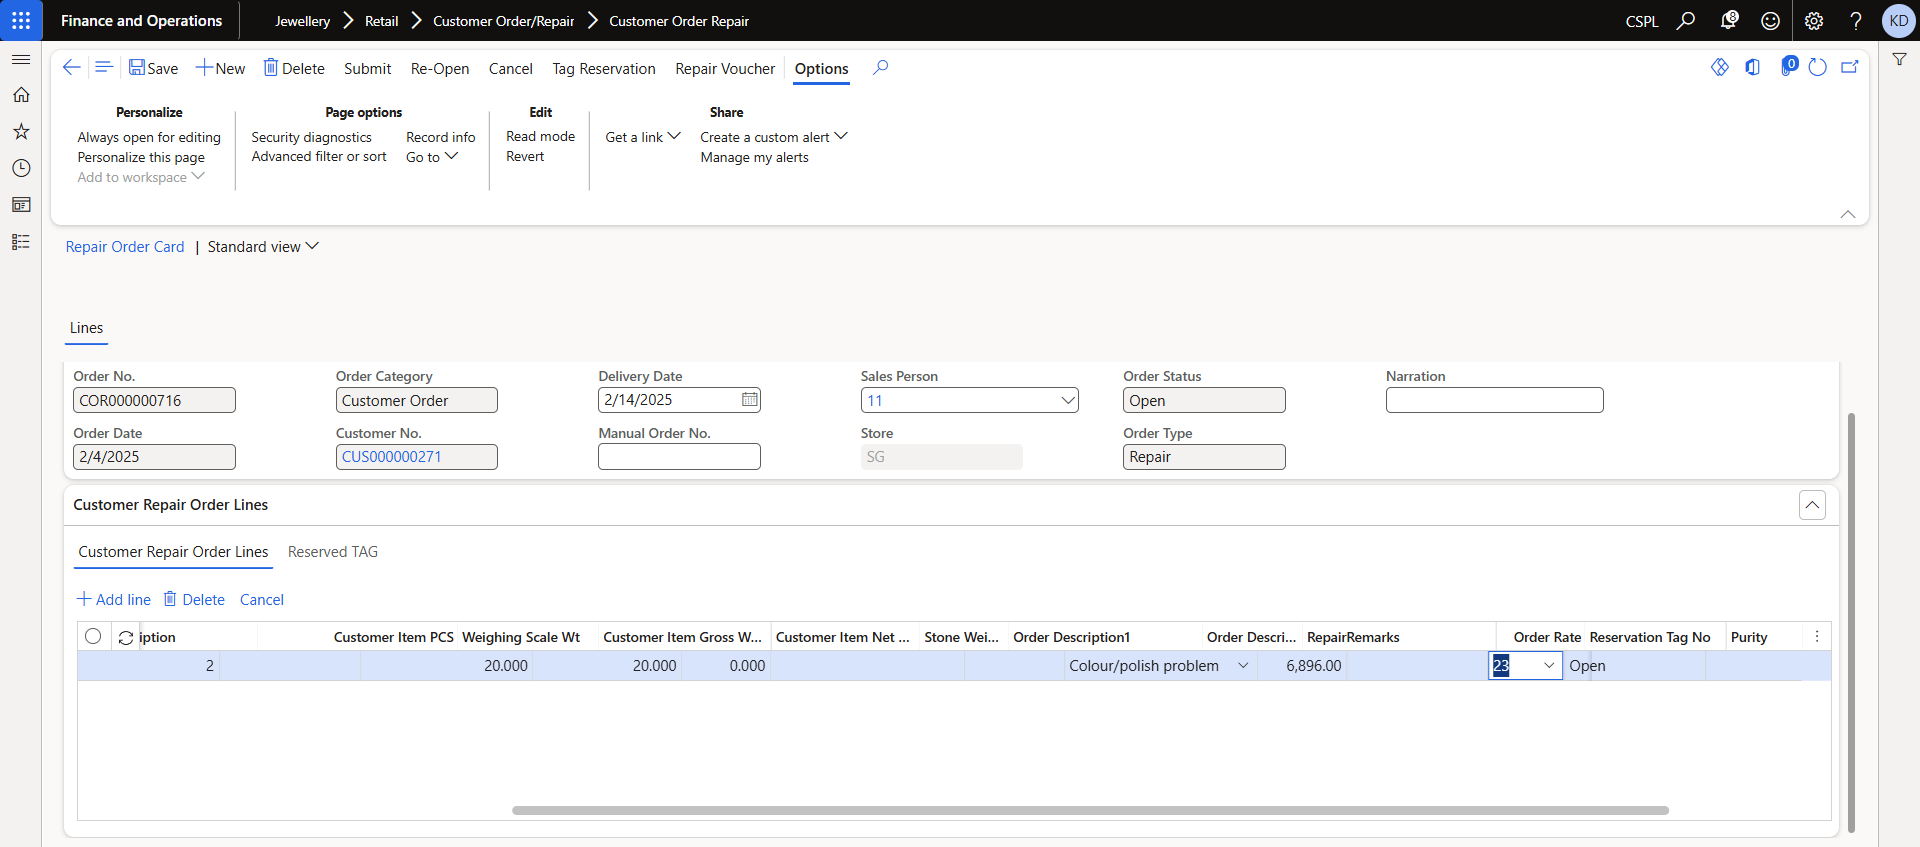 Finance and Operations
Jewellery Retail Customer Order/Repair Customer Order Repair
CSPL 8 ? KD
Save New Delete Submit Re-Open Cancel Tag Reservation Repair Voucher Options 0
Personalize
Always open for editing
Personalize this page
Add to workspace
Page options
Security diagnostics
Advanced filter or sort
Record info
Go to
Edit
Read mode
Revert
Share
Get a link
Create a custom alert
Manage my alerts
Repair Order Card | Standard view
Lines
Order No. Order Category Delivery Date Sales Person Order Status Narration
COR000000716 Customer Order 2/14/2025 11 Open
Order Date Customer No. Manual Order No. Store Order Type
2/4/2025 CUS000000271 SG Repair
Customer Repair Order Lines
Customer Repair Order Lines Reserved TAG
Add line Delete Cancel
iption Customer Item PCS Weighing Scale Wt Customer Item Gross W... Customer Item Net ... Stone Wei... Order Description1 Order Descri... RepairRemarks Order Rate Reservation Tag No Purity
2 20.000 20.000 0.000 Colour/polish problem 6,896.00 23 Open